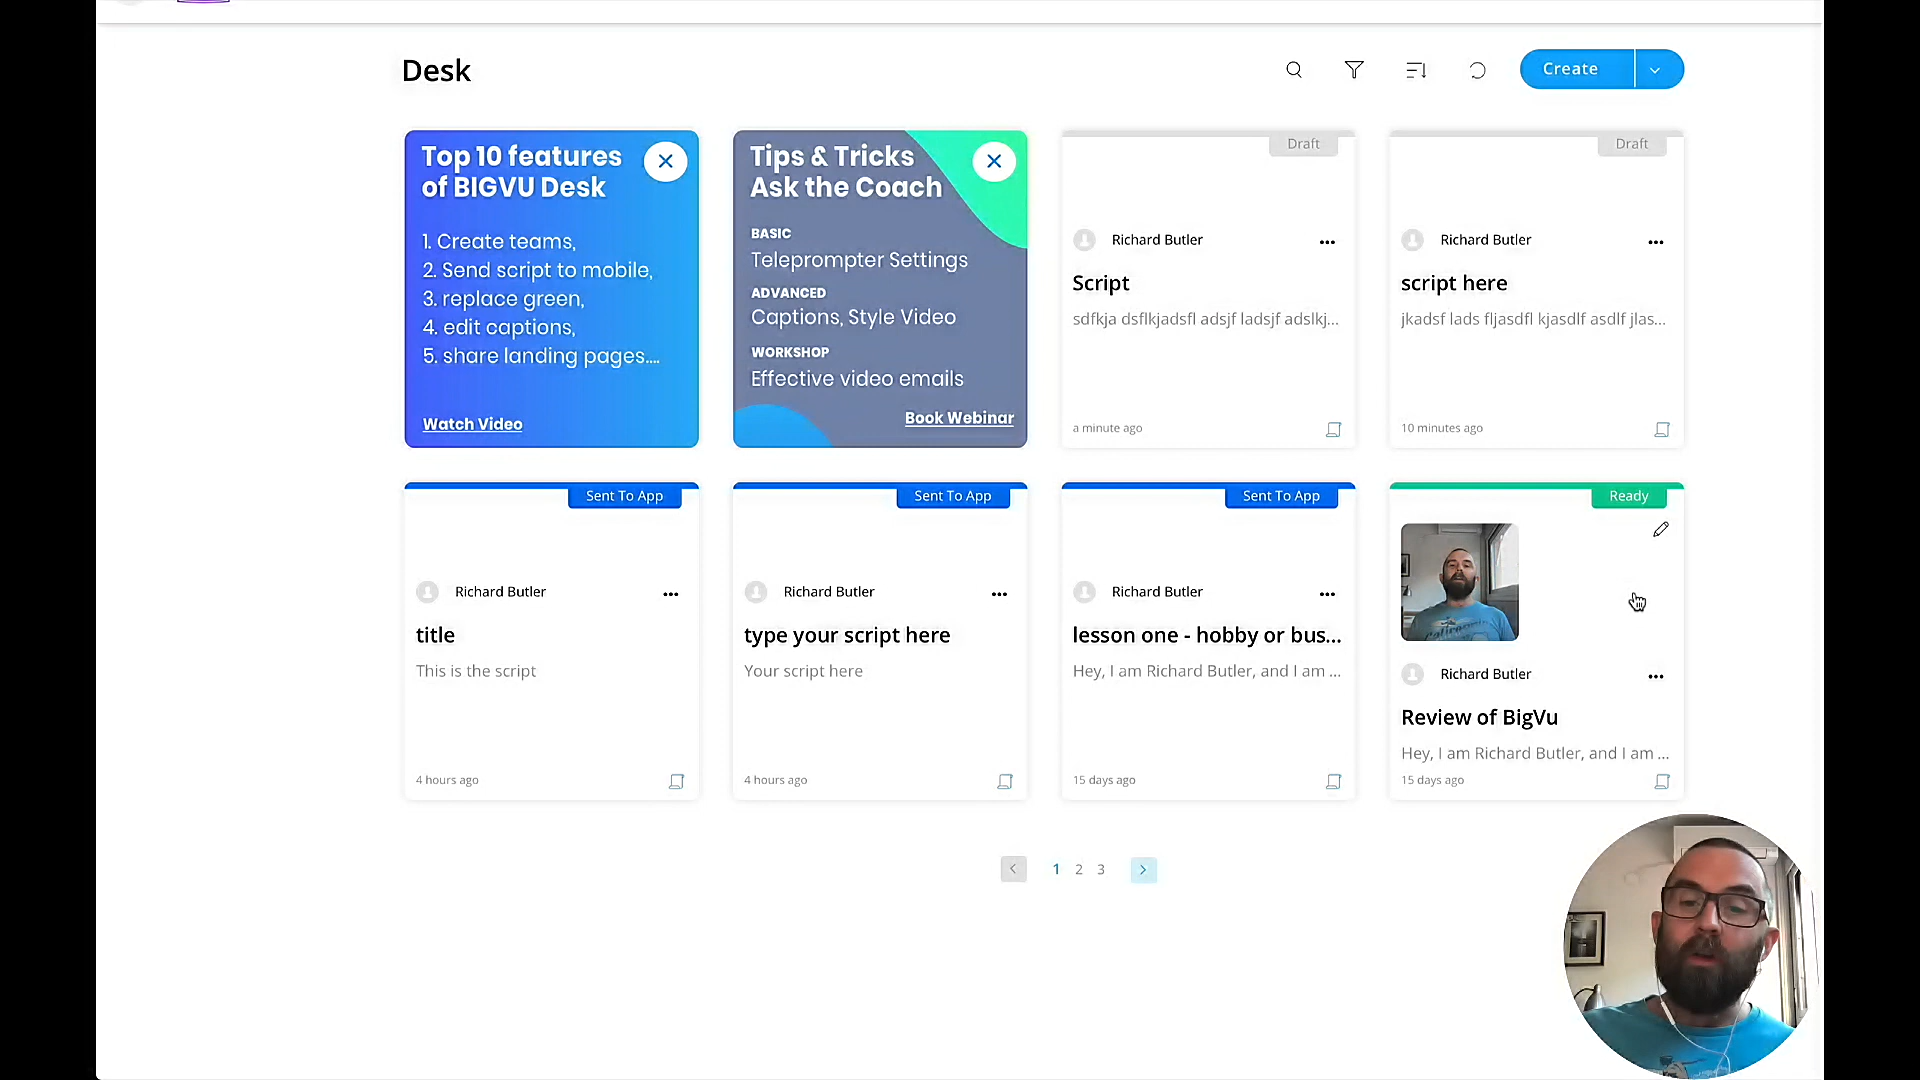 Desk
Create
Top 10 features
of BIGVU Desk
1. Create teams,
2. Send script to mobile,
3. replace green,
4. edit captions,
5. share landing pages....
Watch Video
Tips & Tricks
Ask the Coach
BASIC
Teleprompter Settings
ADVANCED
Captions, Style Video
WORKSHOP
Effective video emails
Book Webinar
Draft
Richard Butler
Script
sdfkja dsflkjadsfl adsjf ladsjf adslkj...
a minute ago
Draft
Richard Butler
script here
jkadsf lads fljasdfl kjasdlf asdlf jlas...
10 minutes ago
Sent To App
Richard Butler
title
This is the script
4 hours ago
Sent To App
Richard Butler
type your script here
Your script here
4 hours ago
Sent To App
Richard Butler
lesson one - hobby or bus...
Hey, I am Richard Butler, and I am ...
15 days ago
Ready
Richard Butler
Review of BigVu
Hey, I am Richard Butler, and I am ...
15 days ago
1 2 3